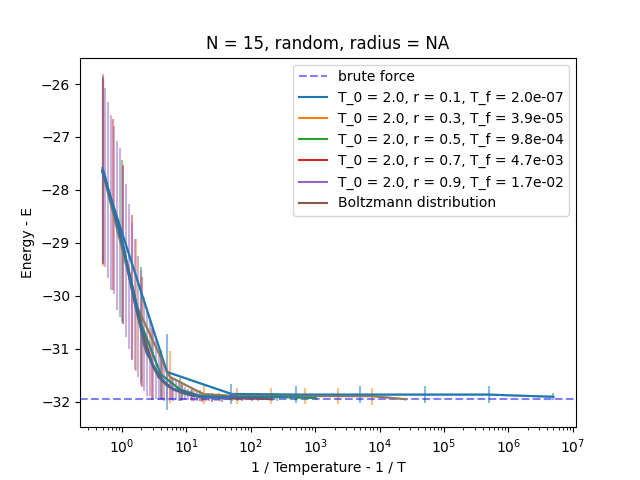 N = 15, random, radius = NA
brute force
T_0 = 2.0, r = 0.1, T_f = 2.0e-07
T_0 = 2.0, r = 0.3, T_f = 3.9e-05
T_0 = 2.0, r = 0.5, T_f = 9.8e-04
T_0 = 2.0, r = 0.7, T_f = 4.7e-03
T_0 = 2.0, r = 0.9, T_f = 1.7e-02
Boltzmann distribution
Energy - E
−26
−27
−28
−29
−30
−31
−32
10⁰ 10¹ 10² 10³ 10⁴ 10⁵ 10⁶ 10⁷
1 / Temperature - 1 / T